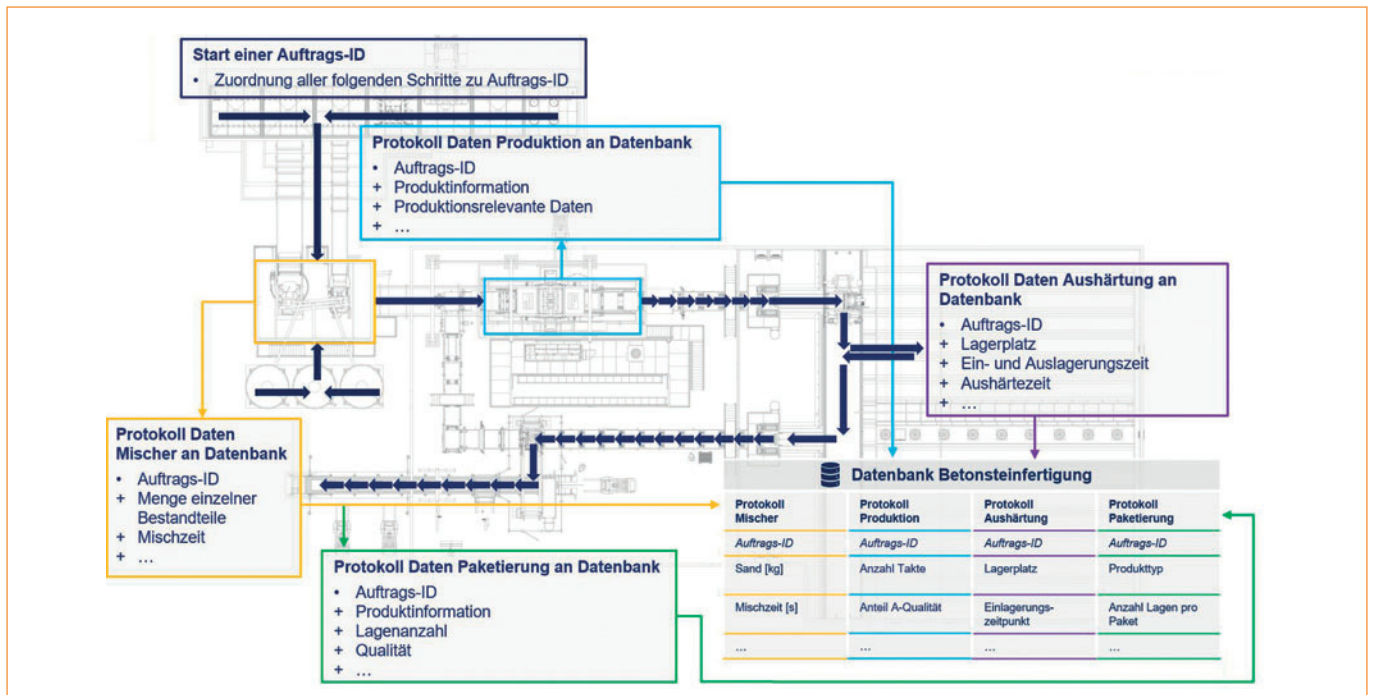 Start einer Auftrags-ID
• Zuordnung aller folgenden Schritte zu Auftrags-ID
Protokoll Daten Produktion an Datenbank
• Auftrags-ID
+ Produktinformation
+ Produktionsrelevante Daten
+ …
Protokoll Daten Aushärtung an
Datenbank
• Auftrags-ID
+ Lagerplatz
+ Ein- und Auslagerungszeit
+ Aushärtezeit
+ …
Protokoll Daten
Mischer an Datenbank
• Auftrags-ID
+ Menge einzelner
Bestandteile
+ Mischzeit
+ …
Protokoll Daten Paketierung an Datenbank
• Auftrags-ID
+ Produktinformation
+ Lagenanzahl
+ Qualität
+ …
Datenbank Betonsteinfertigung
Protokoll Mischer
Protokoll Produktion
Protokoll Aushärtung
Protokoll Paketierung
Auftrags-ID Auftrags-ID Auftrags-ID Auftrags-ID
Sand [kg] Anzahl Takte Lagerplatz Produkttyp
Mischzeit [s] Anteil A-Qualität Einlagerungs-
zeitpunkt
Anzahl Lagen pro
Paket
… … … …